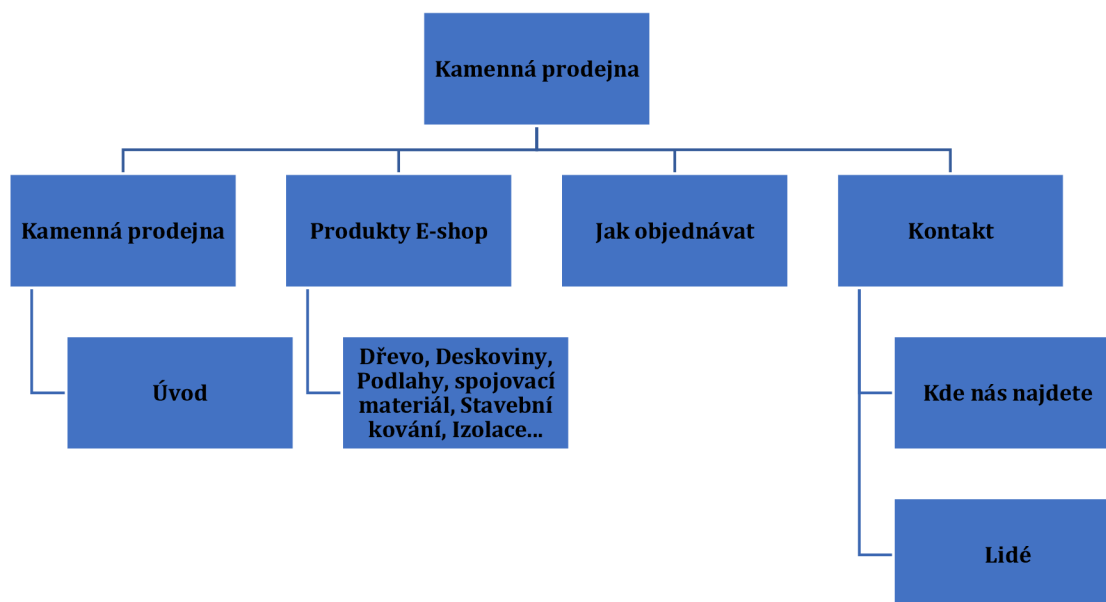 Kamenná prodejna
Kamenná prodejna
Produkty E-shop
Jak objednávat
Kontakt
Úvod
Dřevo, Deskoviny,
Podlahy, spojovací
materiál, Stavební
kování, Izolace...
Kde nás najdete
Lidé